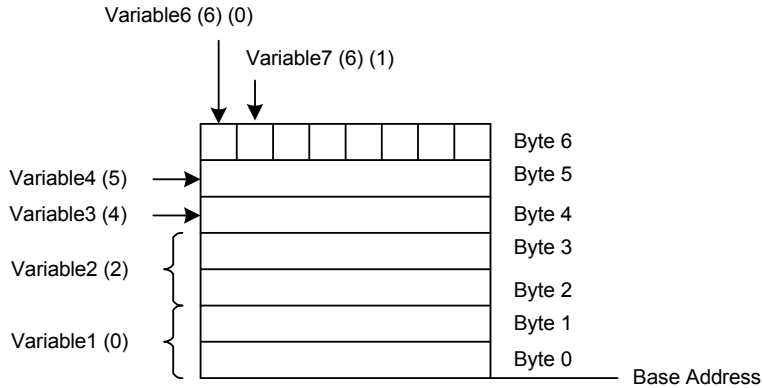 Variable6 (6) (0)
Variable7 (6) (1)
Byte 6
Variable4 (5)
Byte 5
Variable3 (4)
Byte 4
Byte 3
Variable2 (2)
Byte 2
Byte 1
Variable1 (0)
Byte 0
Base Address